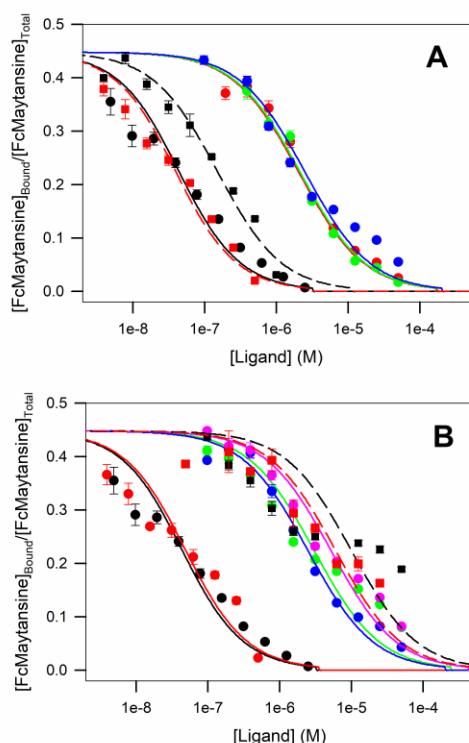 A
0.5
0.4
0.3
0.2
0.1
0.0
[FcMaytansine]Bound/[FcMaytansine]Total
1e-8 1e-7 1e-6 1e-5 1e-4
[Ligand] (M)
B
0.5
0.4
0.3
0.2
0.1
0.0
[FcMaytansine]Bound/[FcMaytansine]Total
1e-8 1e-7 1e-6 1e-5 1e-4
[Ligand] (M)